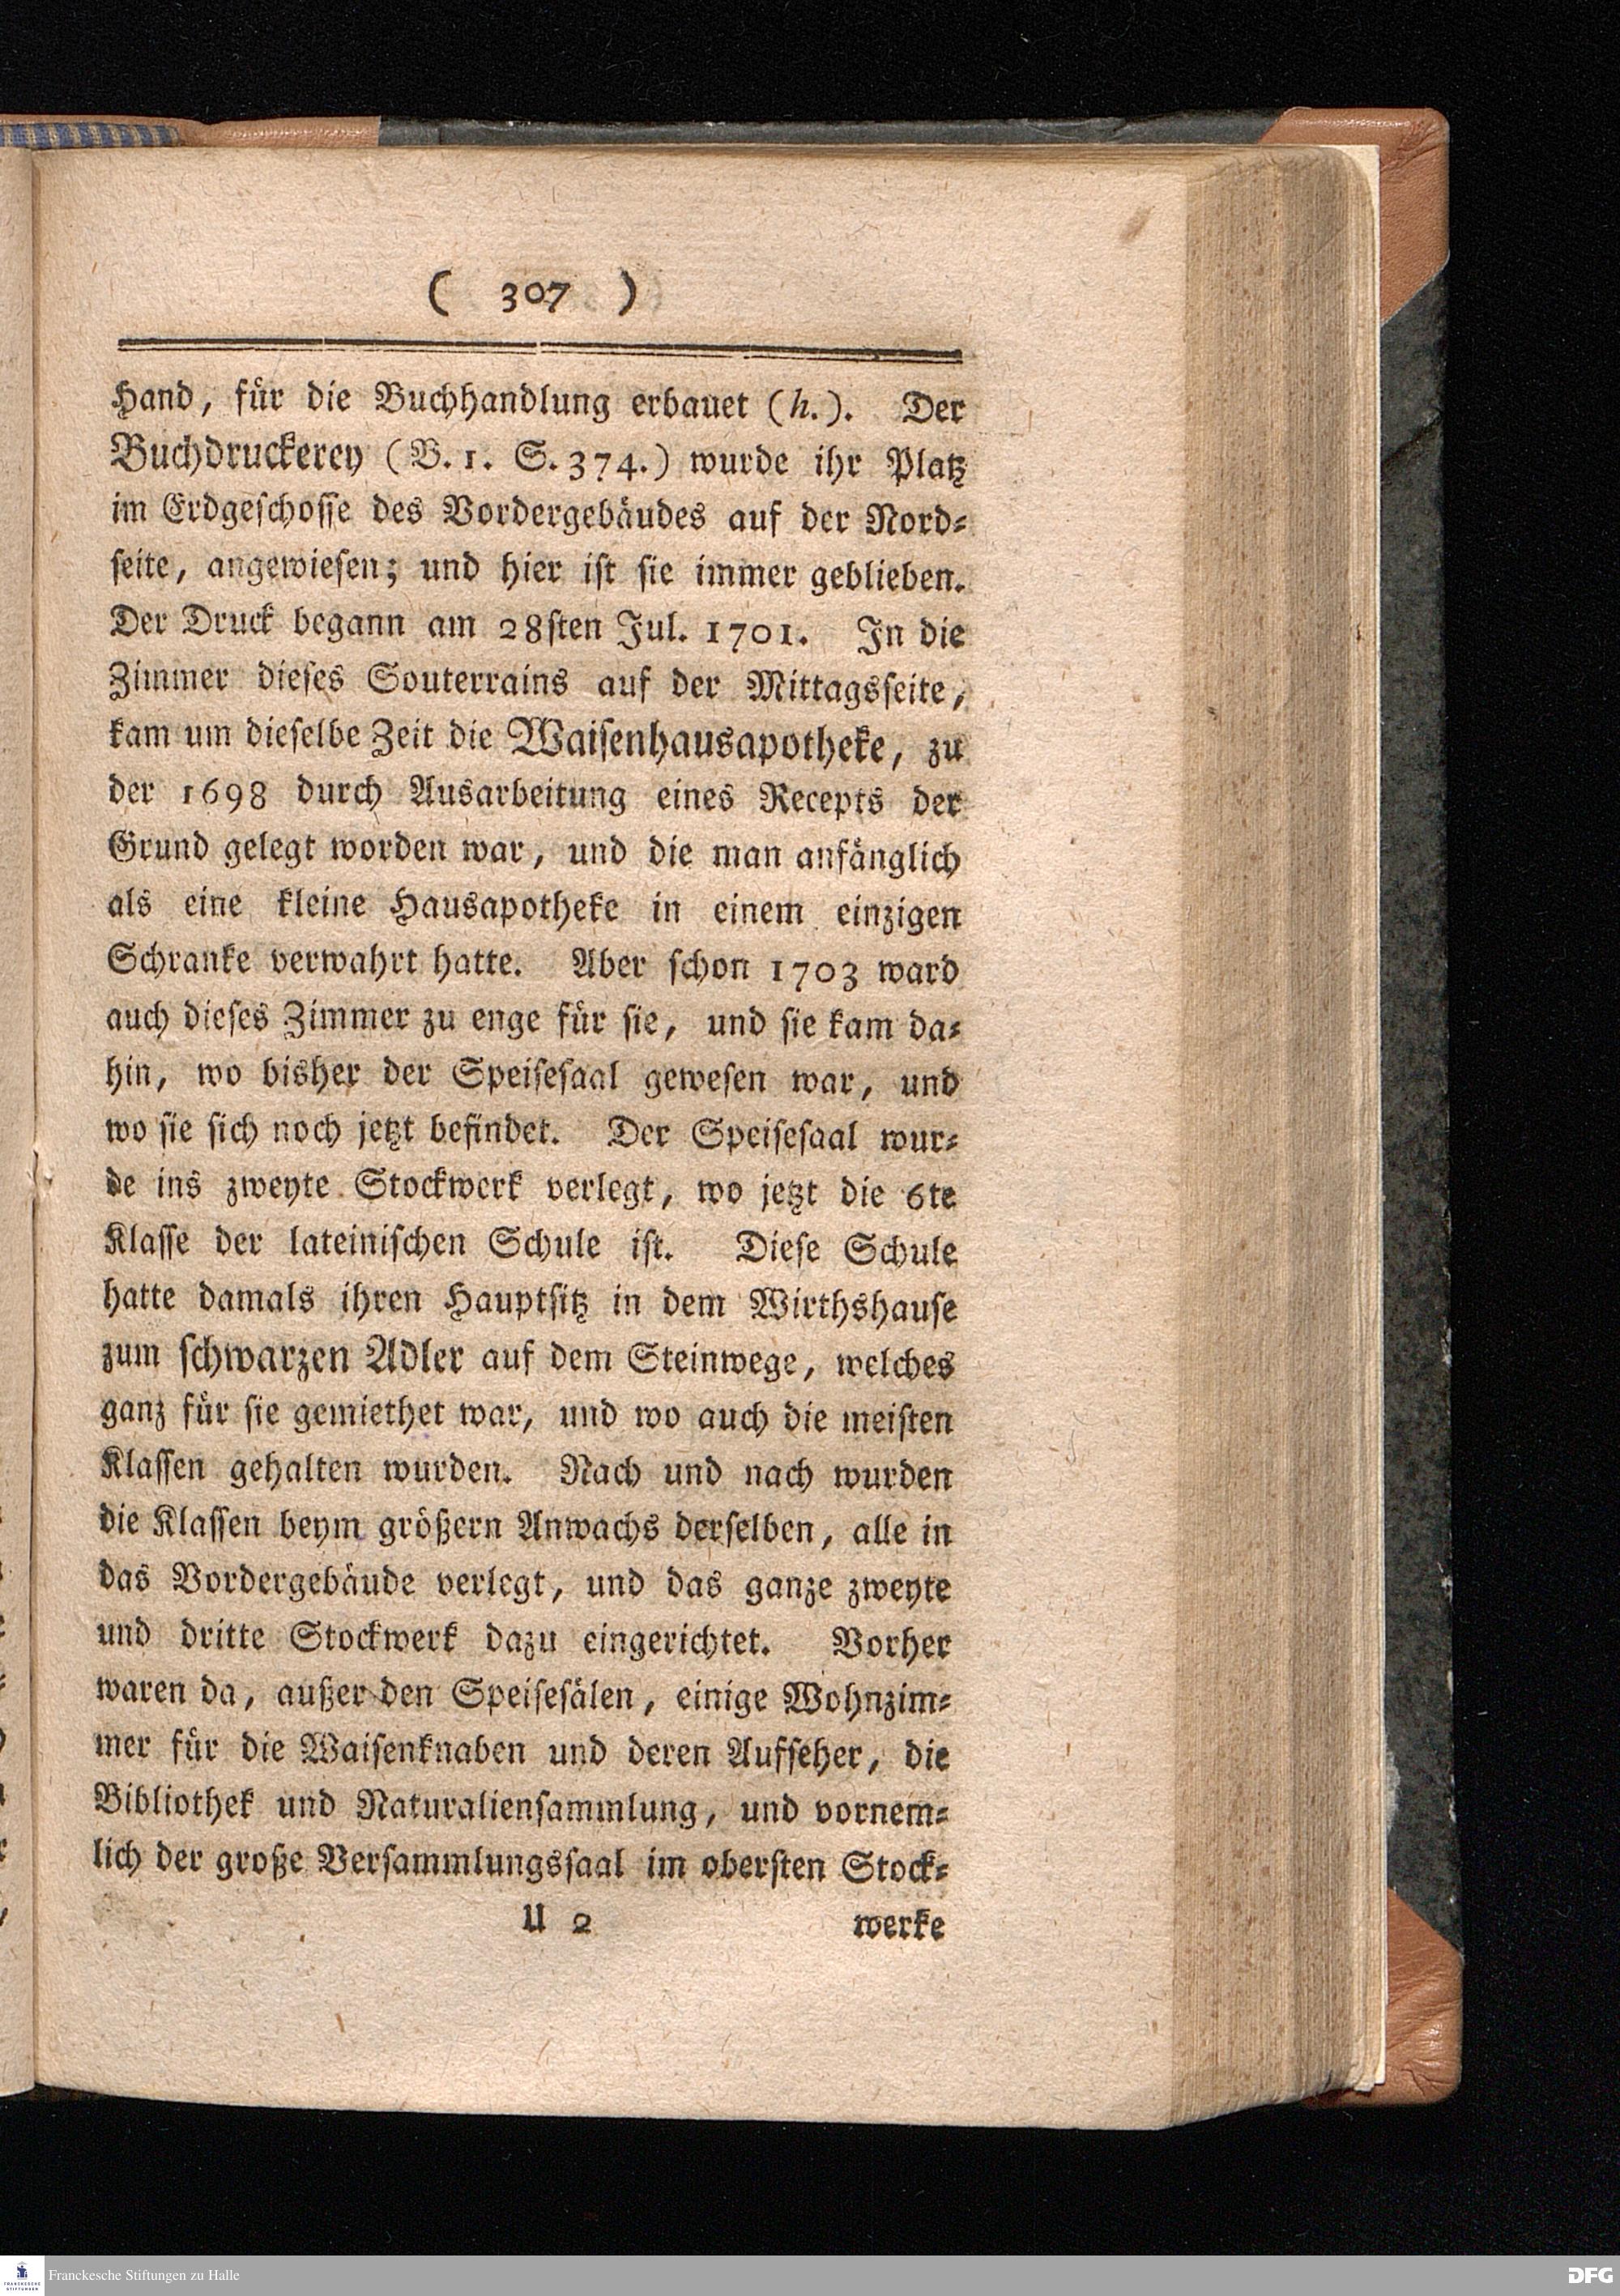 ( 307 )
Hand, für die Buchhandlung erbauet (h.). Der
Buchdruckerey (B. 1. S. 374.) wurde ihr Platz
im Erdgeschosse des Vordergebäudes auf der Nord-
seite, angewiesen; und hier ist sie immer geblieben.
Der Druck begann am 28sten Jul. 1701. In die
Zimmer dieses Souterrains auf der Mittagsseite,
kam um dieselbe Zeit die Waisenhausapotheke, zu
der 1698 durch Ausarbeitung eines Recepts der
Grund gelegt worden war, und die man anfänglich
als eine kleine Hausapotheke in einem einzigen
Schranke verwahrt hatte. Aber schon 1703 ward
auch dieses Zimmer zu enge für sie, und sie kam da-
hin, wo bisher der Speisesaal gewesen war, und
wo sie sich noch jetzt befindet. Der Speisesaal wur-
de ins zweyte Stockwerk verlegt, wo jetzt die 6te
Klasse der lateinischen Schule ist. Diese Schule
hatte damals ihren Hauptsitz in dem Wirthshause
zum schwarzen Adler auf dem Steinwege, welches
ganz für sie gemiethet war, und wo auch die meisten
Klassen gehalten wurden. Nach und nach wurden
die Klassen beym größern Anwachs derselben, alle in
das Vordergebäude verlegt, und das ganze zweyte
und dritte Stockwerk dazu eingerichtet. Vorher
waren da, außer den Speisesälen, einige Wohnzim-
mer für die Waisenknaben und deren Aufseher, die
Bibliothek und Naturaliensammlung, und vornem-
lich der große Versammlungssaal im obersten Stock-
U 2 werke
FRANCKESCHE STIFTUNGEN
Franckesche Stiftungen zu Halle
DFG